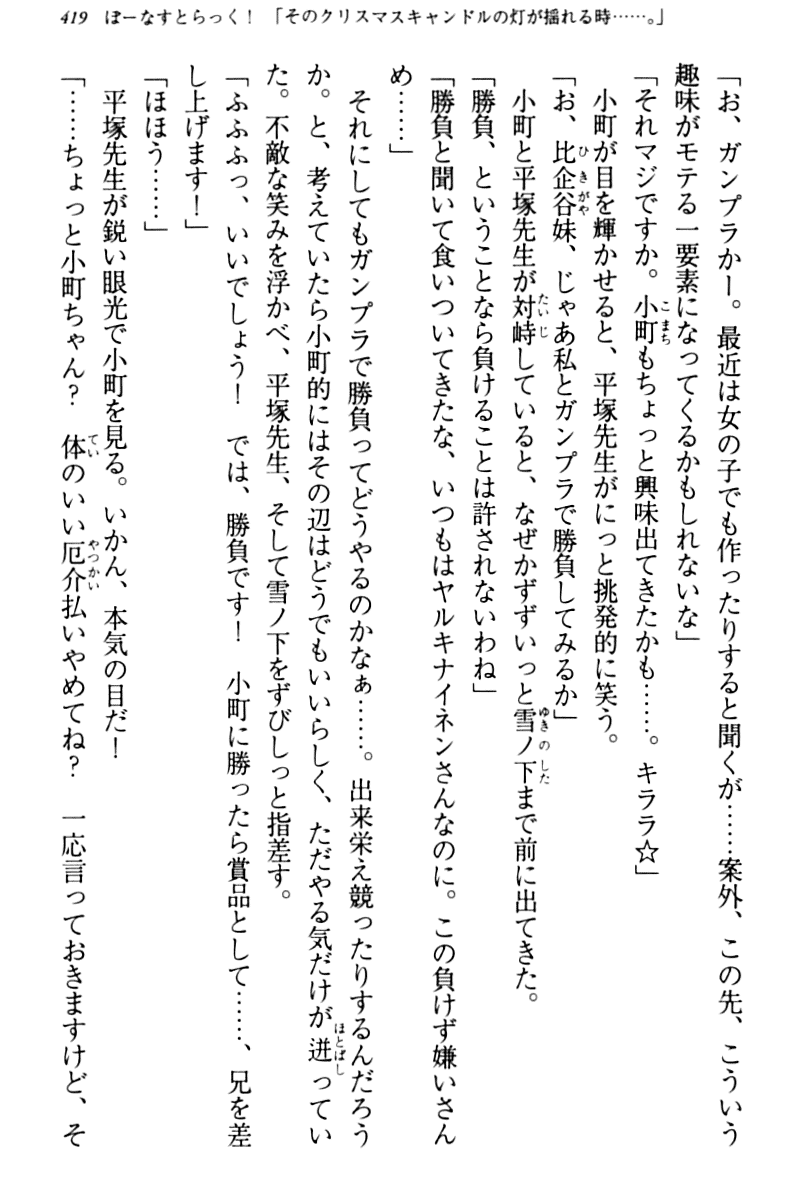 419 ぼーなすとらっく！ 「そのクリスマスキャンドルの灯が揺れる時……。」
「お、ガンプラかー。最近は女の子でも作ったりすると聞くが……案外、この先、こういう
趣味がモテる一要素になってくるかもしれないな」
「それマジですか。小町もちょっと興味出てきたかも……。キララ☆」
小町が目を輝かせると、平塚先生がにっと挑発的に笑う。
「お、比企谷妹、じゃあ私とガンプラで勝負してみるか」
小町と平塚先生が対峙していると、なぜかずずいっと雪ノ下まで前に出てきた。
「勝負、ということなら負けることは許されないわね」
「勝負と聞いて食いついてきたな、いつもはヤルキナイネンさんなのに。この負けず嫌いさん
め……」
それにしてもガンプラで勝負ってどうやるのかなぁ……。出来栄え競ったりするんだろう
か。と、考えていたら小町的にはその辺はどうでもいいらしく、ただやる気だけが迸ってい
た。不敵な笑みを浮かべ、平塚先生、そして雪ノ下をずびしっと指差す。
「ふふふっ、いいでしょう！　では、勝負です！　小町に勝ったら賞品として……、兄を差
し上げます！」
「ほほう……」
平塚先生が鋭い眼光で小町を見る。いかん、本気の目だ！
「……ちょっと小町ちゃん？　体のいい厄介払いやめてね？　一応言っておきますけど、そ